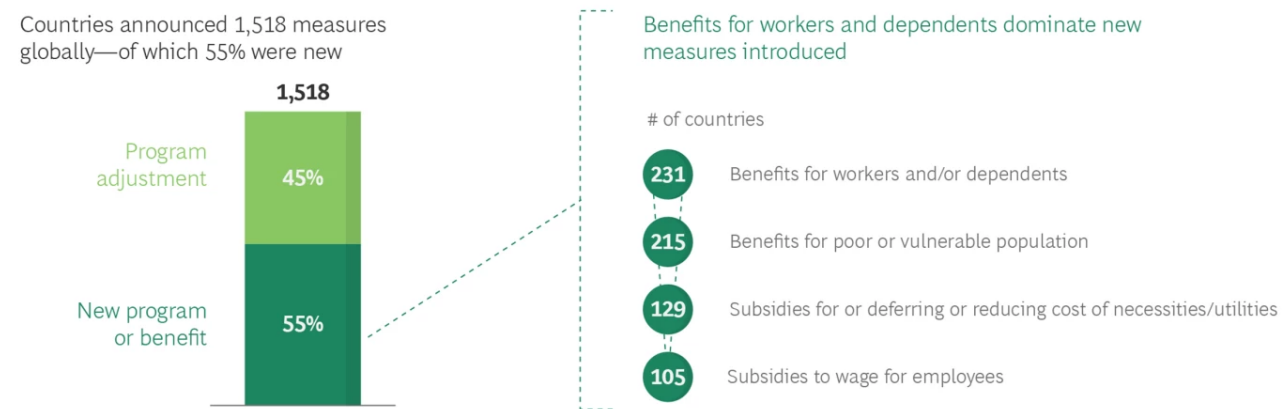 Countries announced 1,518 measures
globally—of which 55% were new
1,518
Program
adjustment
45%
New program
or benefit
55%
Benefits for workers and dependents dominate new
measures introduced
# of countries
231 Benefits for workers and/or dependents
215 Benefits for poor or vulnerable population
129 Subsidies for or deferring or reducing cost of necessities/utilities
105 Subsidies to wage for employees